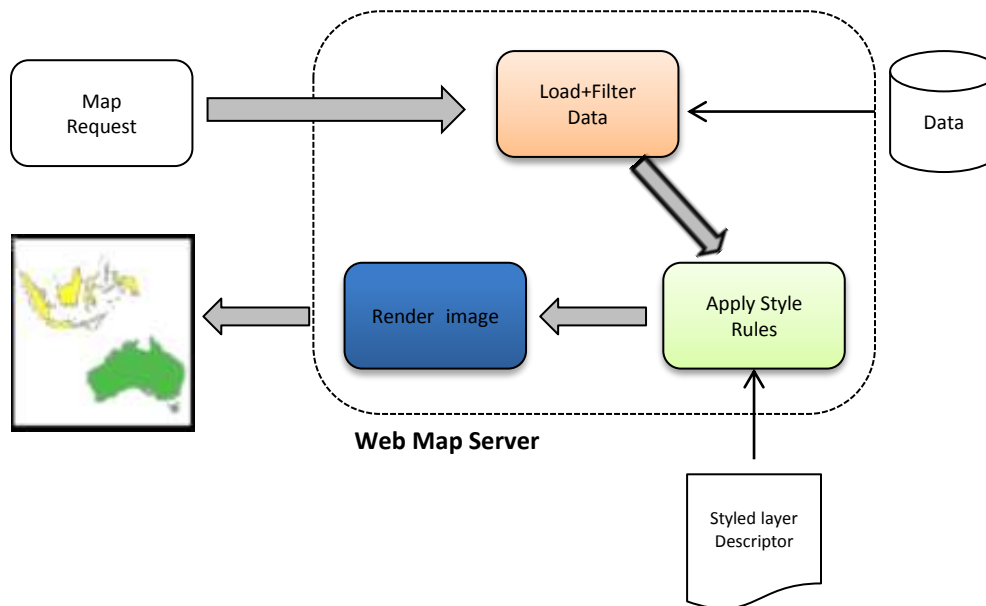 Map
Request
Load+Filter
Data
Data
Render  image
Apply Style
Rules
Web Map Server
Styled layer
Descriptor